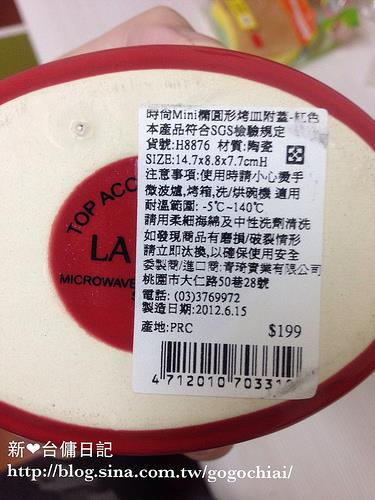 時尚Mini橢圓形烤皿附蓋-紅色
本產品符合SGS檢驗規定
貨號:H8876 材質:陶瓷
SIZE:14.7x8.8x7.7cmH
注意事項:使用時請小心燙手
微波爐,烤箱,洗/烘碗機 適用
耐溫範圍: -5℃~140℃
請用柔細海綿及中性洗劑清洗
如發現商品有磨損/破裂情形
請立即汰換,以確保使用安全
委製商/進口商:青琦實業有限公司
桃園市大仁路50巷28號
電話: (03)3769972
製造日期:2012.6.15
產地:PRC $199
4 712010 70331
TOP ACC
LA
MICROWAVE
S
新❤台傭日記
http://blog.sina.com.tw/gogochiai/